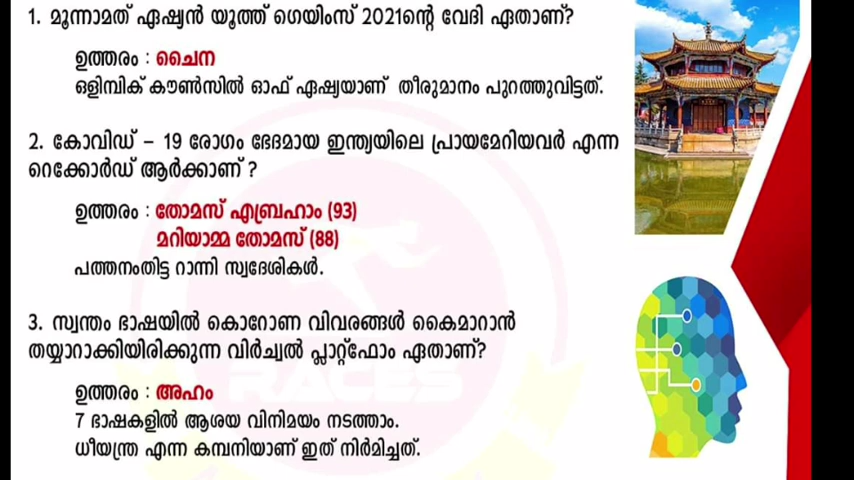 1. മൂന്നാമത് ഏഷ്യൻ യൂത്ത് ഗെയിംസ് 2021ന്റെ വേദി ഏതാണ്?
ഉത്തരം : ചൈന
ഒളിമ്പിക് കൗൺസിൽ ഓഫ് ഏഷ്യയാണ് തീരുമാനം പുറത്തുവിട്ടത്.
2. കോവിഡ് – 19 രോഗം ഭേദമായ ഇന്ത്യയിലെ പ്രായമേറിയവർ എന്ന
റെക്കോർഡ് ആർക്കാണ് ?
ഉത്തരം : തോമസ് എബ്രഹാം (93)
മറിയാമ്മ തോമസ് (88)
പത്തനംതിട്ട റാന്നി സ്വദേശികൾ.
3. സ്വന്തം ഭാഷയിൽ കൊറോണ വിവരങ്ങൾ കൈമാറാൻ
തയ്യാറാക്കിയിരിക്കുന്ന വിർച്വൽ പ്ലാറ്റ്ഫോം ഏതാണ്?
ഉത്തരം : അഹം
7 ഭാഷകളിൽ ആശയ വിനിമയം നടത്താം.
ധീയന്ത്ര എന്ന കമ്പനിയാണ് ഇത് നിർമിച്ചത്.
RACES